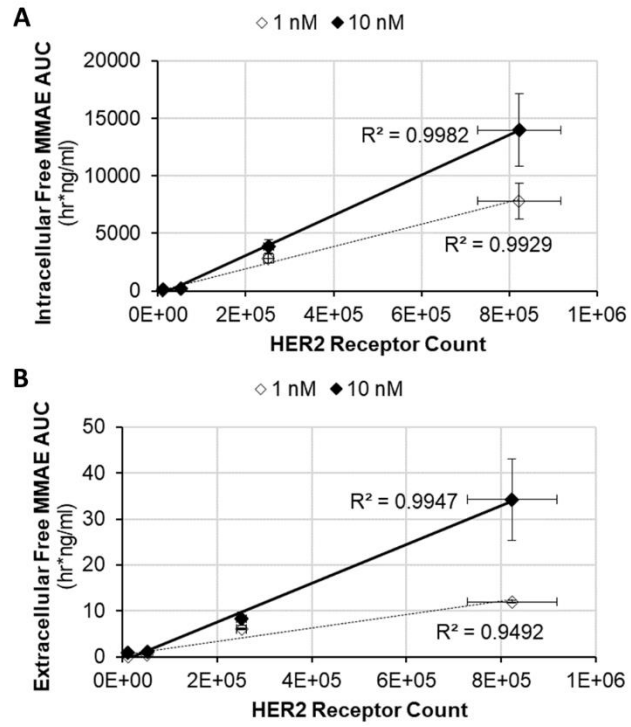 A
◇ 1 nM ◆ 10 nM
Intracellular Free MMAE AUC
(hr*ng/ml)
20000
15000
10000
5000
0
R² = 0.9982
R² = 0.9929
0E+00 2E+05 4E+05 6E+05 8E+05 1E+06
HER2 Receptor Count
B
◇ 1 nM ◆ 10 nM
Extracellular Free MMAE AUC
(hr*ng/ml)
50
40
30
20
10
0
R² = 0.9947
R² = 0.9492
0E+00 2E+05 4E+05 6E+05 8E+05 1E+06
HER2 Receptor Count